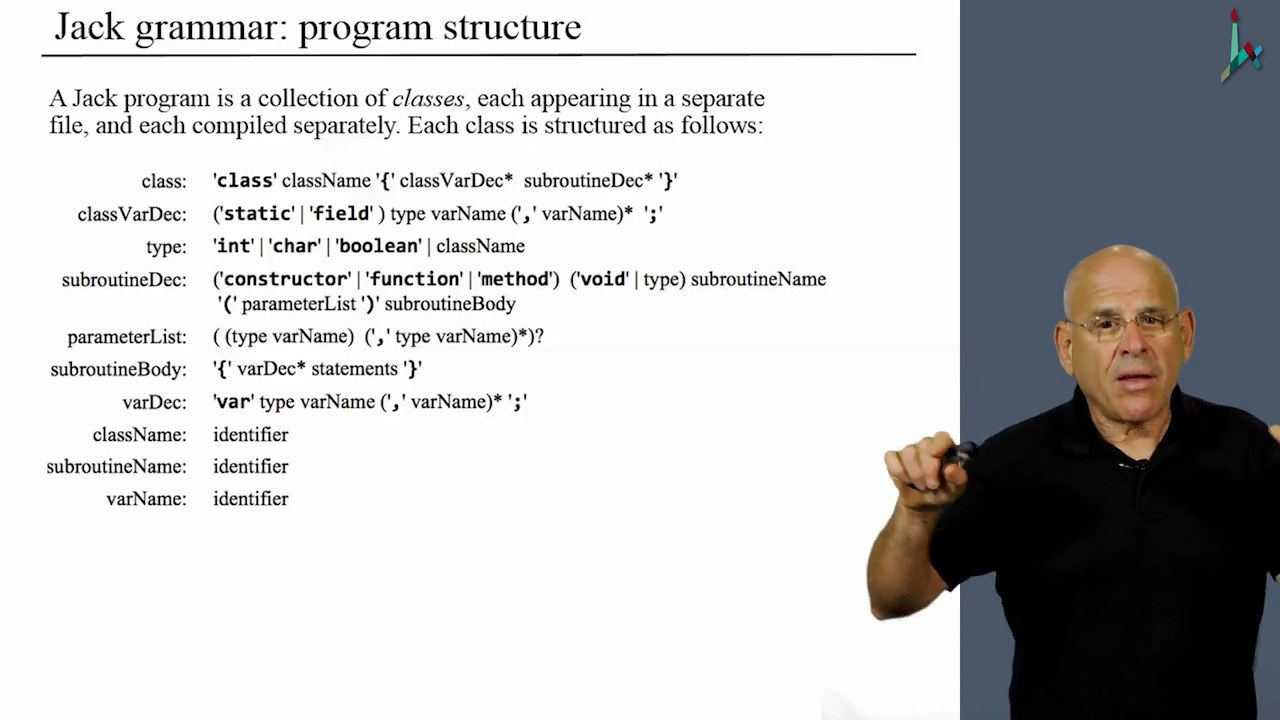 Jack grammar: program structure
A Jack program is a collection of classes, each appearing in a separate
file, and each compiled separately. Each class is structured as follows:
class: 'class' className '{' classVarDec* subroutineDec* '}'
classVarDec: ('static' | 'field' ) type varName (',' varName)* ';'
type: 'int' | 'char' | 'boolean' | className
subroutineDec: ('constructor' | 'function' | 'method') ('void' | type) subroutineName
'(' parameterList ')' subroutineBody
parameterList: ( (type varName) (',' type varName)*)?
subroutineBody: '{' varDec* statements '}'
varDec: 'var' type varName (',' varName)* ';'
className: identifier
subroutineName: identifier
varName: identifier